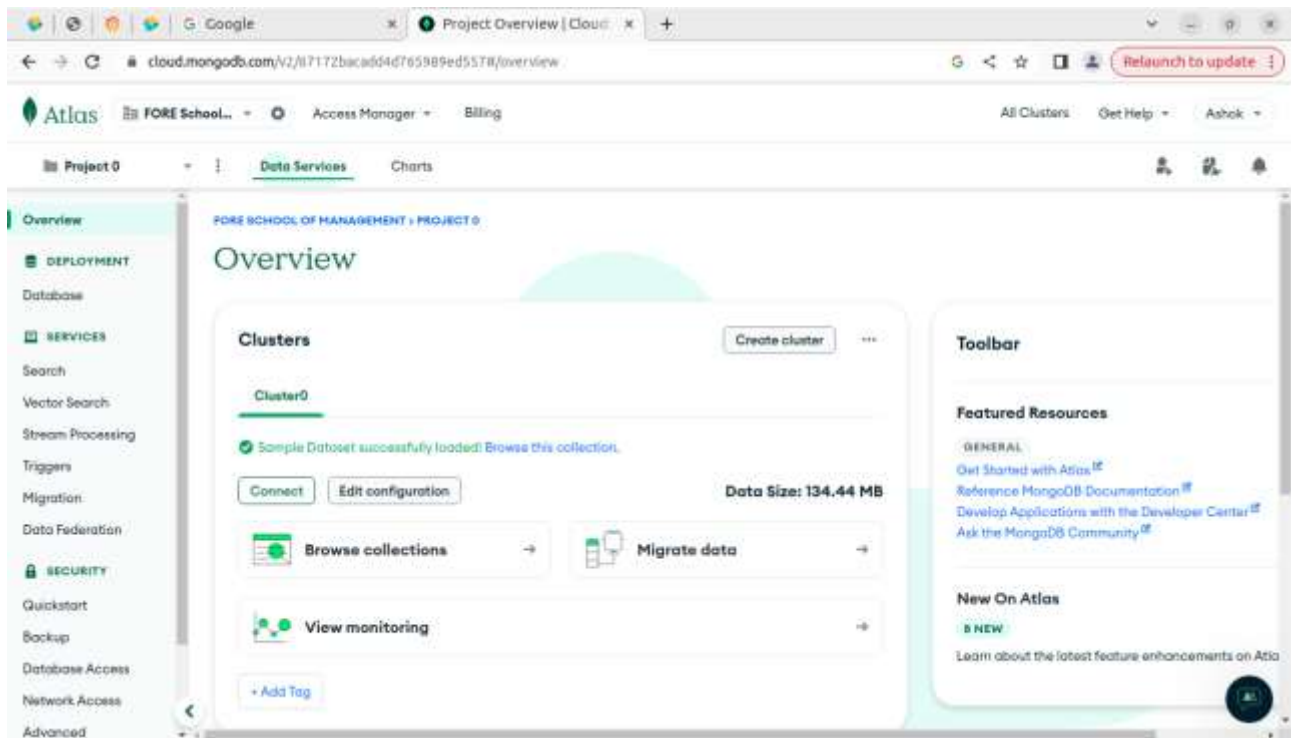 Google
Project Overview | Cloud
cloud.mongodb.com/v2/
/overview
Relaunch to update
Atlas
FORE School...
Access Manager
Billing
All Clusters
Get Help
Ashok
Project 0
Data Services
Charts
Overview
DEPLOYMENT
Database
SERVICES
Search
Vector Search
Stream Processing
Triggers
Migration
Data Federation
SECURITY
Quickstart
Backup
Database Access
Network Access
Advanced
FORE SCHOOL OF MANAGEMENT > PROJECT 0
Overview
Clusters
Create cluster
Cluster0
Sample Dataset successfully loaded! Browse this collection.
Connect
Edit configuration
Data Size: 134.44 MB
Browse collections
Migrate data
View monitoring
+ Add Tag
Toolbar
Featured Resources
GENERAL
Get Started with Atlas
Reference MongoDB Documentation
Develop Applications with the Developer Center
Ask the MongoDB Community
New On Atlas
8 NEW
Learn about the latest feature enhancements on Atla